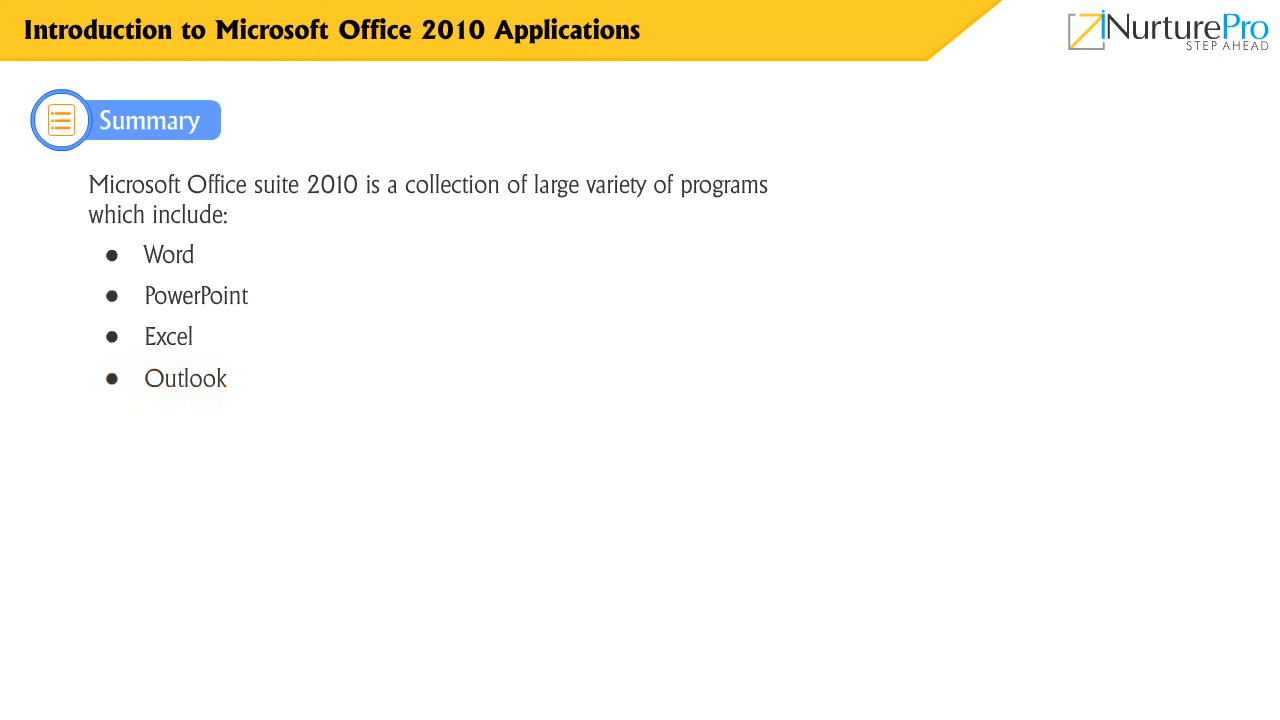 Introduction to Microsoft Office 2010 Applications
iNurturePro
STEP AHEAD
Summary
Microsoft Office suite 2010 is a collection of large variety of programs
which include:
● Word
● PowerPoint
● Excel
● Outlook